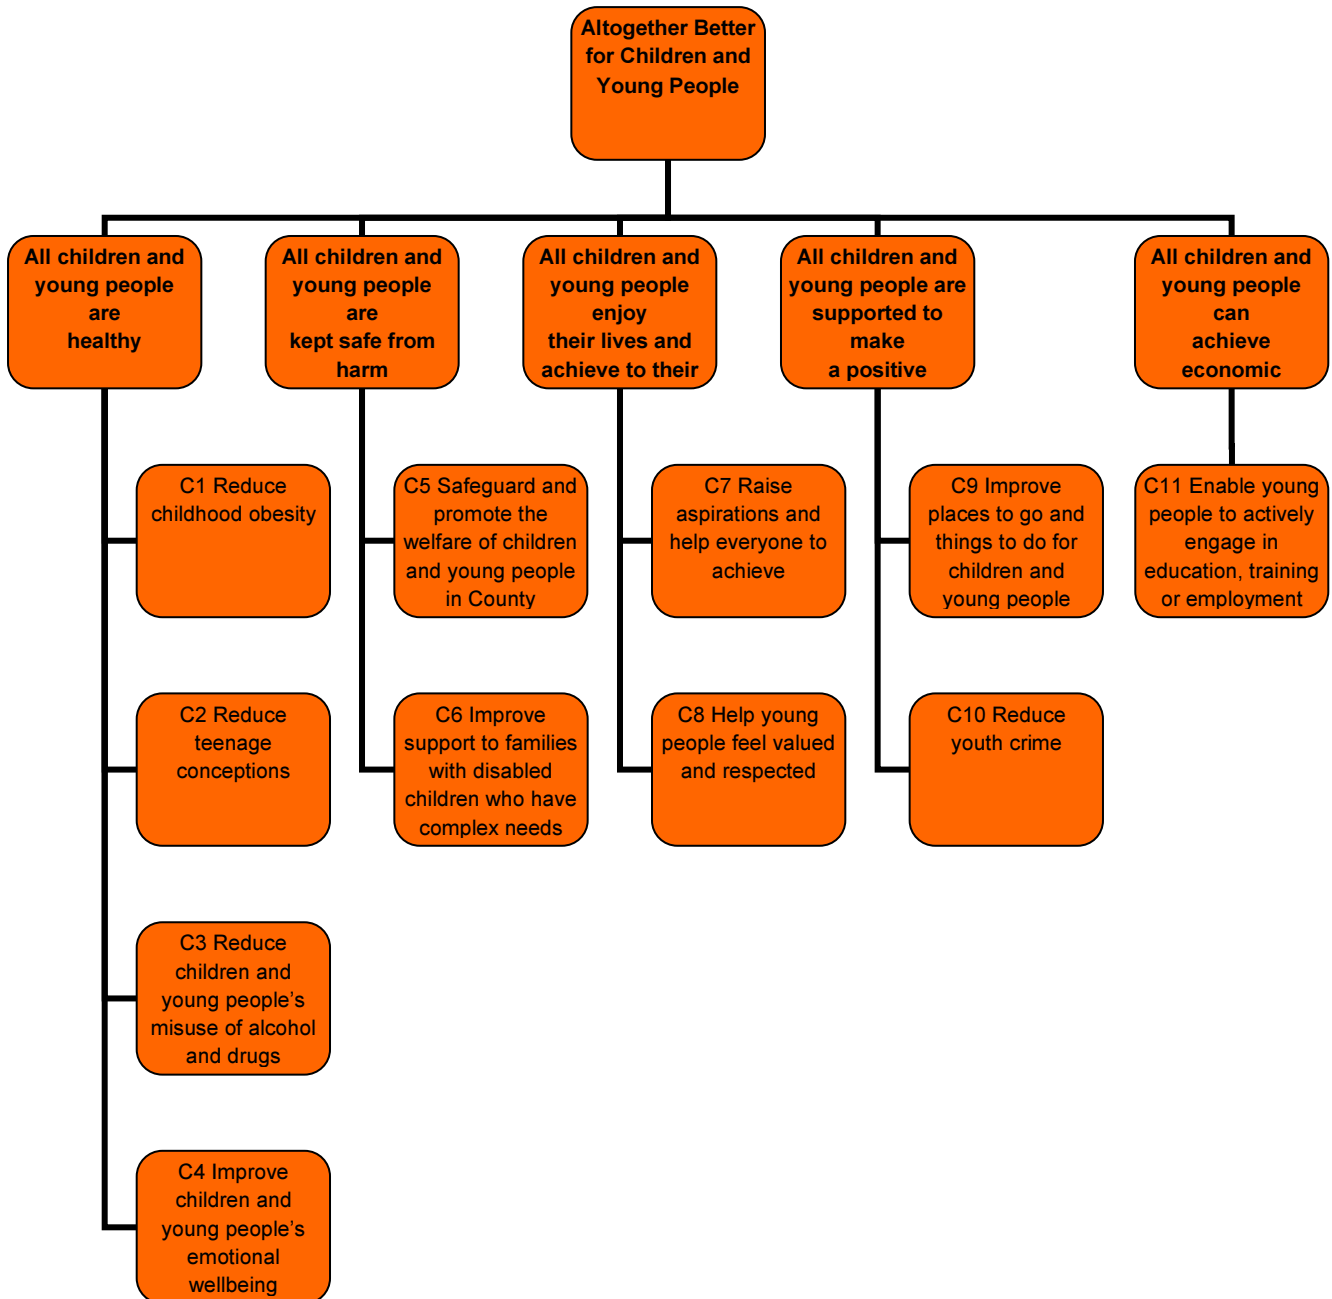 Altogether Better
for Children and
Young People
All children and
young people
are
healthy
All children and
young people
are
kept safe from
harm
All children and
young people
enjoy
their lives and
achieve to their
All children and
young people are
supported to
make
a positive
All children and
young people
can
achieve
economic
C1 Reduce
childhood obesity
C5 Safeguard and
promote the
welfare of children
and young people
in County
C7 Raise
aspirations and
help everyone to
achieve
C9 Improve
places to go and
things to do for
children and
young people
C11 Enable young
people to actively
engage in
education, training
or employment
C2 Reduce
teenage
conceptions
C6 Improve
support to families
with disabled
children who have
complex needs
C8 Help young
people feel valued
and respected
C10 Reduce
youth crime
C3 Reduce
children and
young people’s
misuse of alcohol
and drugs
C4 Improve
children and
young people’s
emotional
wellbeing